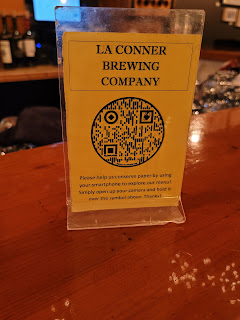 LA CONNER
BREWING
COMPANY
Please help us conserve paper by using
your smartphone to explore our menu!
Simply open up your camera and hold it
over the symbol above. Thanks!